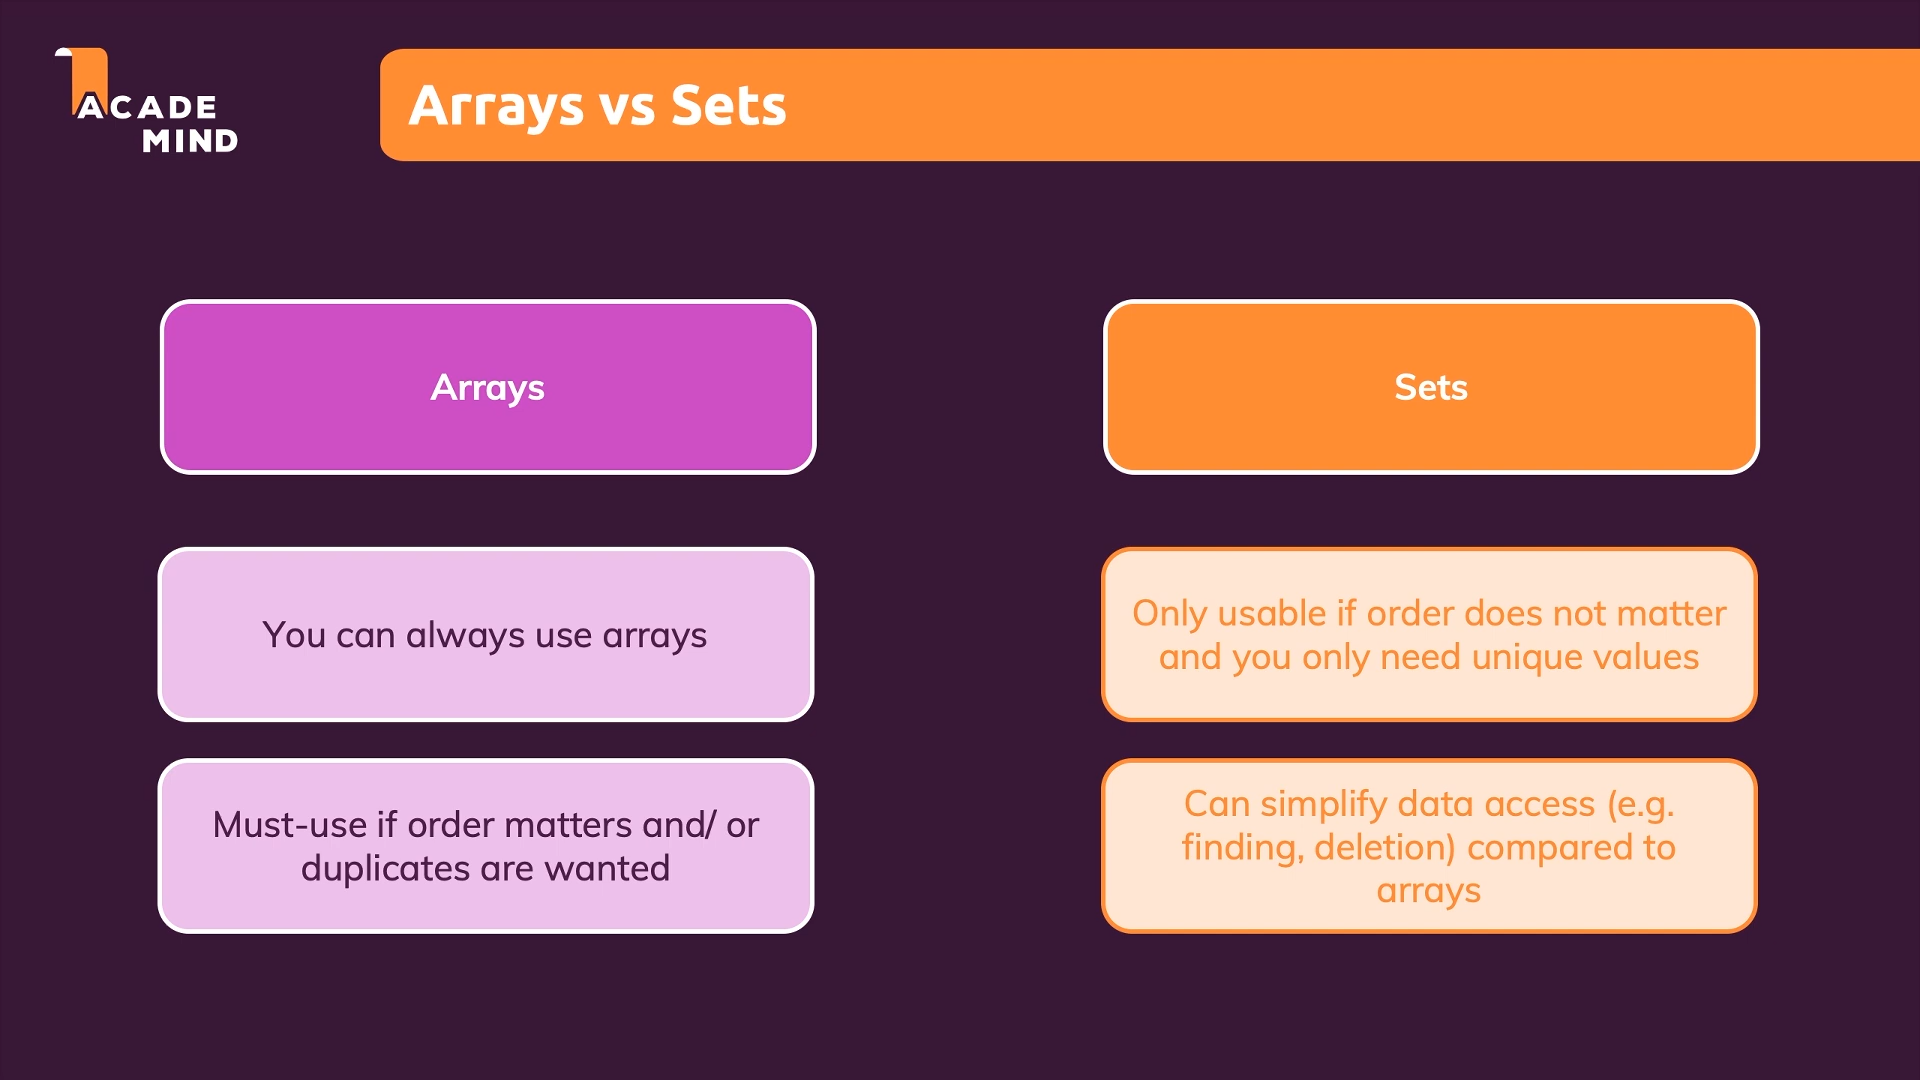 ACADE
MIND
Arrays vs Sets
Arrays
Sets
You can always use arrays
Only usable if order does not matter
and you only need unique values
Must-use if order matters and/ or
duplicates are wanted
Can simplify data access (e.g.
finding, deletion) compared to
arrays